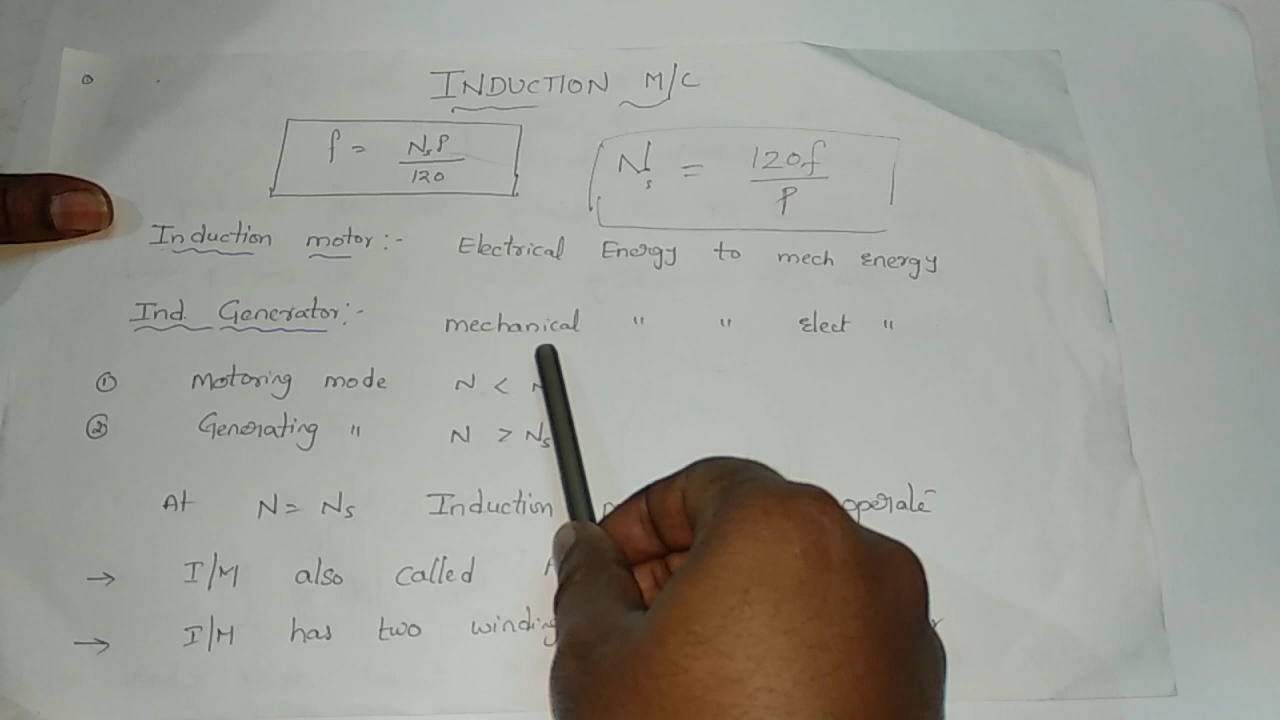 INDUCTION M/C
f = NsP/120
Ns = 120f/P
Induction motor:- Electrical Energy to mech Energy
Ind. Generator:- mechanical " " Elect "
① Motoring mode N <
② Generating " N > Ns
At N = Ns Induction operate
→ I/M also called
→ I/M has two